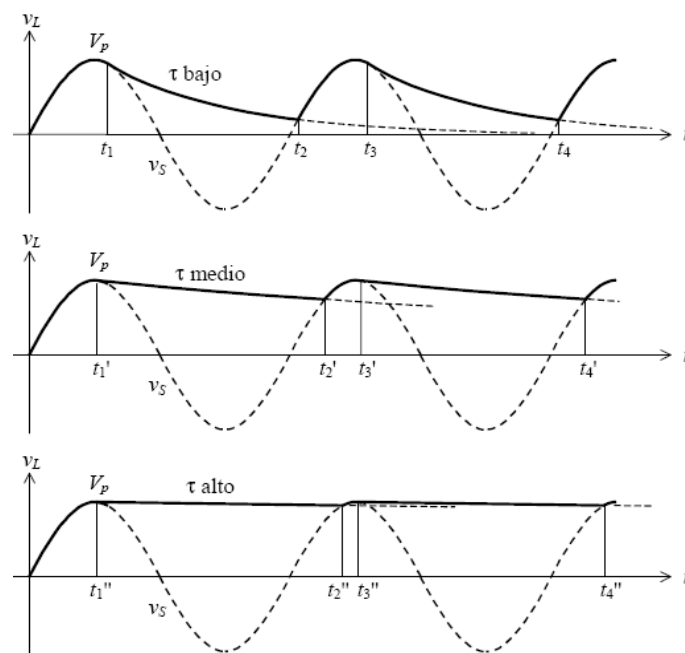 v_L
V_p
τ bajo
t_1 v_S t_2 t_3 t_4 t
v_L
V_p
τ medio
t_1' v_S t_2' t_3' t_4' t
v_L
V_p
τ alto
t_1" v_S t_2" t_3" t_4" t